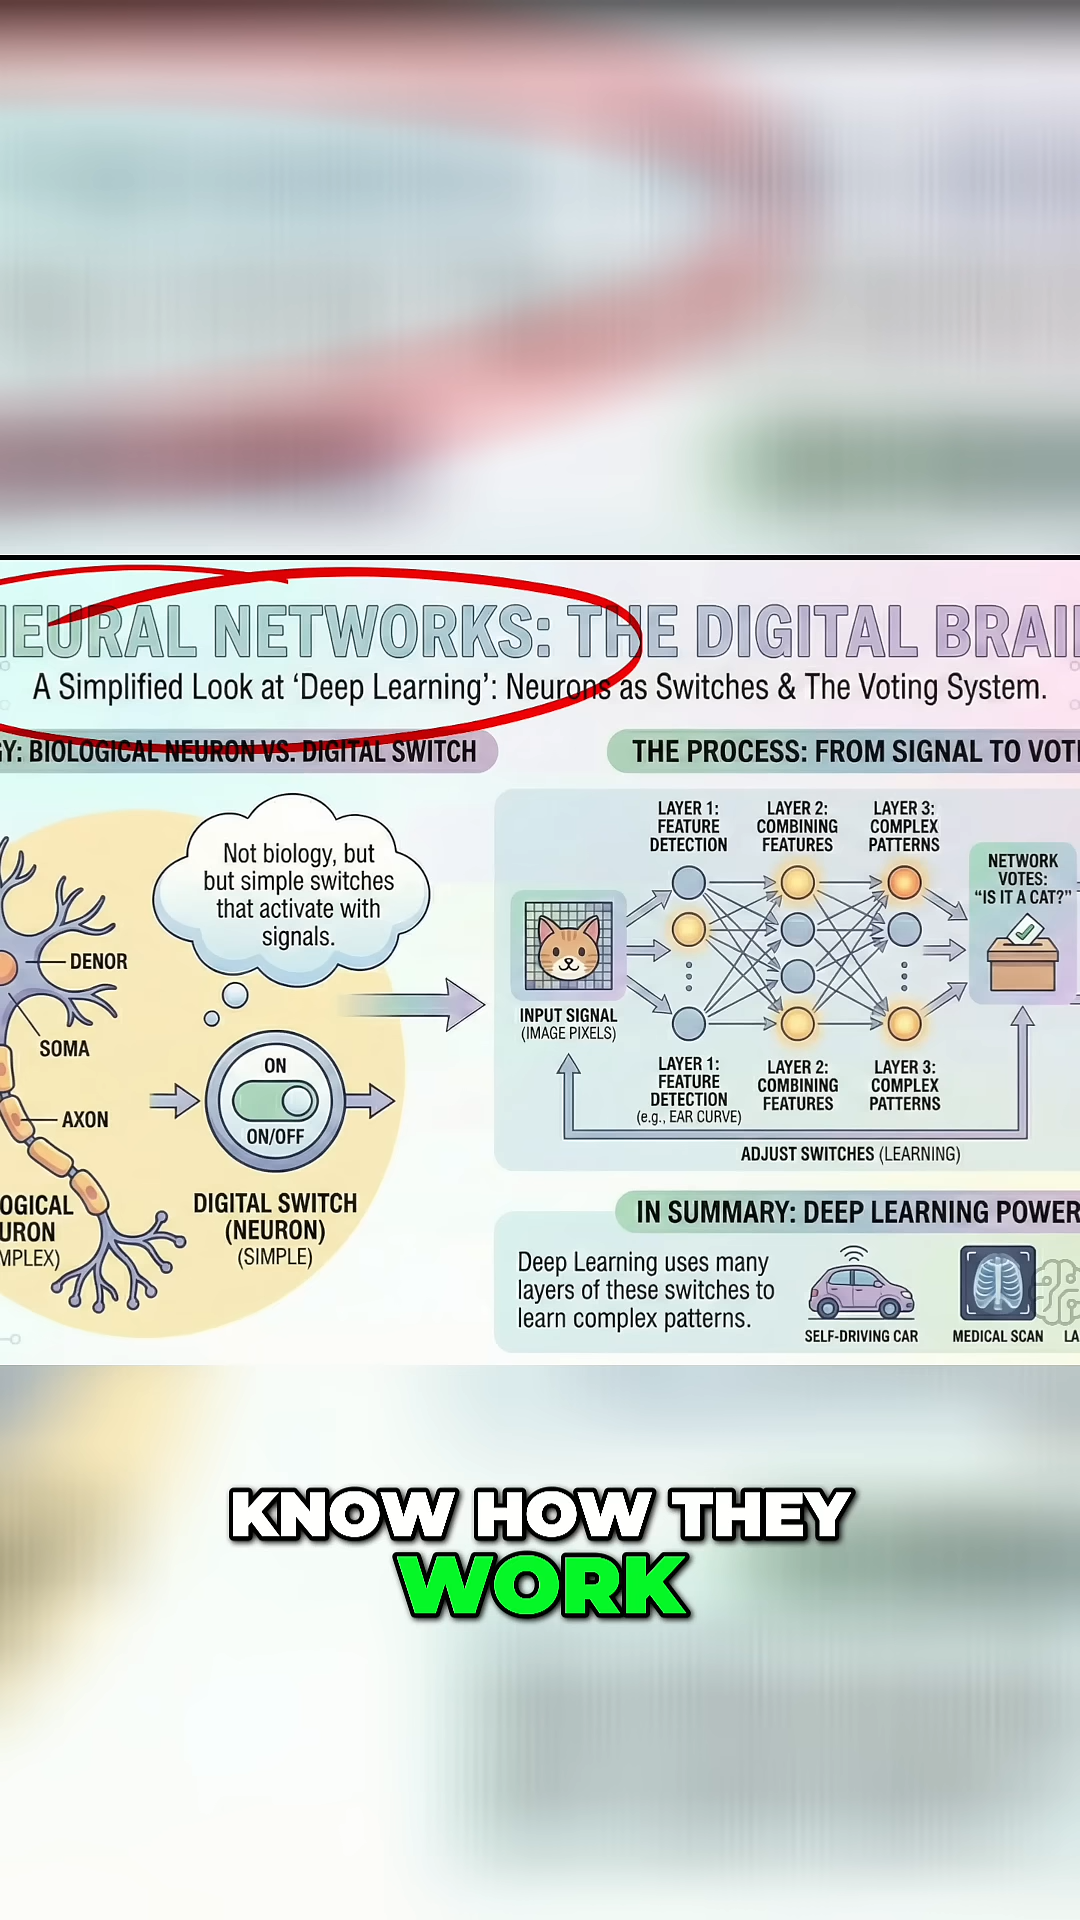 NEURAL NETWORKS: THE DIGITAL BRAI
A Simplified Look at ‘Deep Learning’: Neurons as Switches & The Voting System.
GY: BIOLOGICAL NEURON VS. DIGITAL SWITCH
Not biology, but
but simple switches
that activate with
signals.
DENOR
SOMA
AXON
ON
ON/OFF
OGICAL
URON
MPLEX)
DIGITAL SWITCH
(NEURON)
(SIMPLE)
THE PROCESS: FROM SIGNAL TO VOTI
LAYER 1:
FEATURE
DETECTION
LAYER 2:
COMBINING
FEATURES
LAYER 3:
COMPLEX
PATTERNS
NETWORK
VOTES:
“IS IT A CAT?”
INPUT SIGNAL
(IMAGE PIXELS)
LAYER 1:
FEATURE
DETECTION
(e.g., EAR CURVE)
LAYER 2:
COMBINING
FEATURES
LAYER 3:
COMPLEX
PATTERNS
ADJUST SWITCHES (LEARNING)
IN SUMMARY: DEEP LEARNING POWER
Deep Learning uses many
layers of these switches to
learn complex patterns.
SELF-DRIVING CAR
MEDICAL SCAN
LA
KNOW HOW THEY
WORK